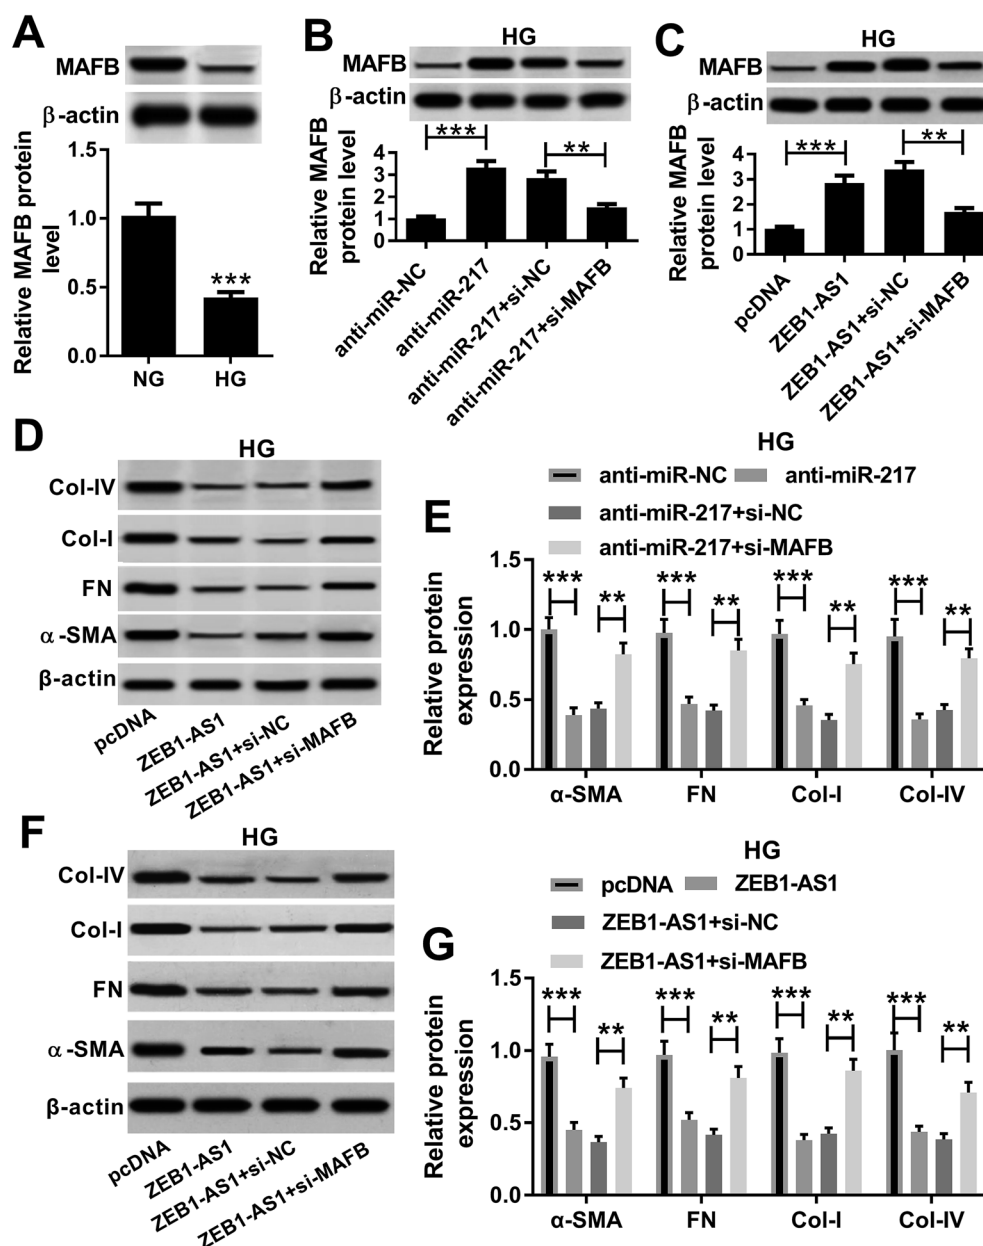 A
MAFB
β-actin
Relative MAFB protein
level
1.0
0.5
0.0
***
NG
HG
B
HG
MAFB
β-actin
Relative MAFB
protein level
4
3
2
1
0
***
**
anti-miR-NC
anti-miR-217
anti-miR-217+si-NC
anti-miR-217+si-MAFB
C
HG
MAFB
β-actin
Relative MAFB
protein level
4
3
2
1
0
***
**
pcDNA
ZEB1-AS1
ZEB1-AS1+si-NC
ZEB1-AS1+si-MAFB
D
HG
Col-IV
Col-I
FN
α-SMA
β-actin
pcDNA
ZEB1-AS1
ZEB1-AS1+si-NC
ZEB1-AS1+si-MAFB
E
HG
anti-miR-NC
anti-miR-217
anti-miR-217+si-NC
anti-miR-217+si-MAFB
Relative protein
expression
1.5
1.0
0.5
0.0
*** ** *** ** *** ** *** **
α-SMA FN Col-I Col-IV
F
HG
Col-IV
Col-I
FN
α-SMA
β-actin
pcDNA
ZEB1-AS1
ZEB1-AS1+si-NC
ZEB1-AS1+si-MAFB
G
HG
pcDNA
ZEB1-AS1
ZEB1-AS1+si-NC
ZEB1-AS1+si-MAFB
Relative protein
expression
1.5
1.0
0.5
0.0
*** ** *** ** *** ** *** **
α-SMA FN Col-I Col-IV